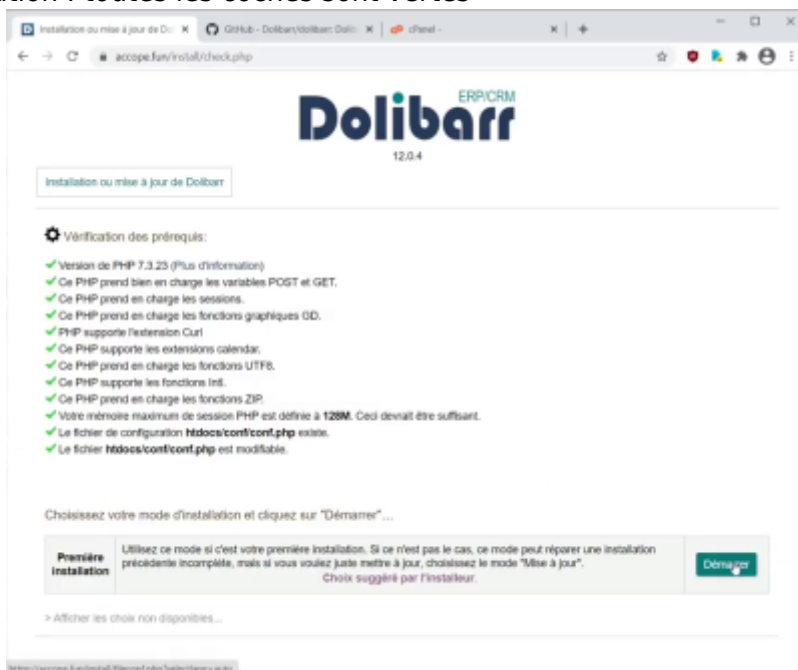 toutes les coches sont vertes
Installation ou mise à jour de Dol
GitHub - Dolibarr/dolibarr: Dolib
cPanel -
accope.fun/install/check.php
Dolibarr
ERP/CRM
12.0.4
Installation ou mise à jour de Dolibarr
Vérification des prérequis:
Version de PHP 7.3.23 (Plus d'information)
Ce PHP prend bien en charge les variables POST et GET.
Ce PHP prend en charge les sessions.
Ce PHP prend en charge les fonctions graphiques GD.
PHP supporte l'extension Curl
Ce PHP supporte les extensions calendar.
Ce PHP prend en charge les fonctions UTF8.
Ce PHP supporte les fonctions Intl.
Ce PHP prend en charge les fonctions ZIP.
Votre mémoire maximum de session PHP est définie à 128M. Ceci devrait être suffisant.
Le fichier de configuration htdocs/conf/conf.php existe.
Le fichier htdocs/conf/conf.php est modifiable.
Choisissez votre mode d'installation et cliquez sur "Démarrer"...
Première installation
Utilisez ce mode si c'est votre première installation. Si ce n'est pas le cas, ce mode peut réparer une installation
précédente incomplète, mais si vous voulez juste mettre à jour, choisissez le mode "Mise à jour".
Choix suggéré par l'installeur.
Démarrer
> Afficher les choix non disponibles...